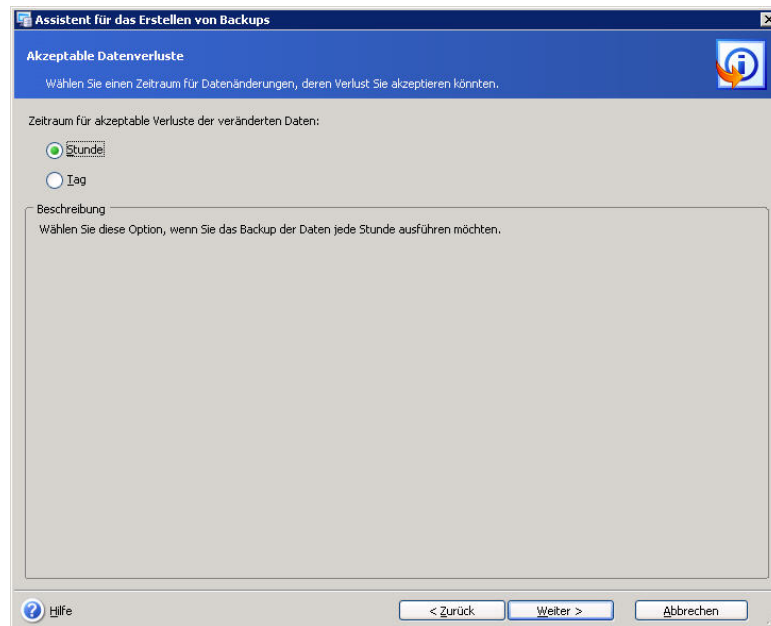 Assistent für das Erstellen von Backups
Akzeptable Datenverluste
Wählen Sie einen Zeitraum für Datenänderungen, deren Verlust Sie akzeptieren könnten.
Zeitraum für akzeptable Verluste der veränderten Daten:
Stunde
Tag
Beschreibung
Wählen Sie diese Option, wenn Sie das Backup der Daten jede Stunde ausführen möchten.
Hilfe
< Zurück
Weiter >
Abbrechen